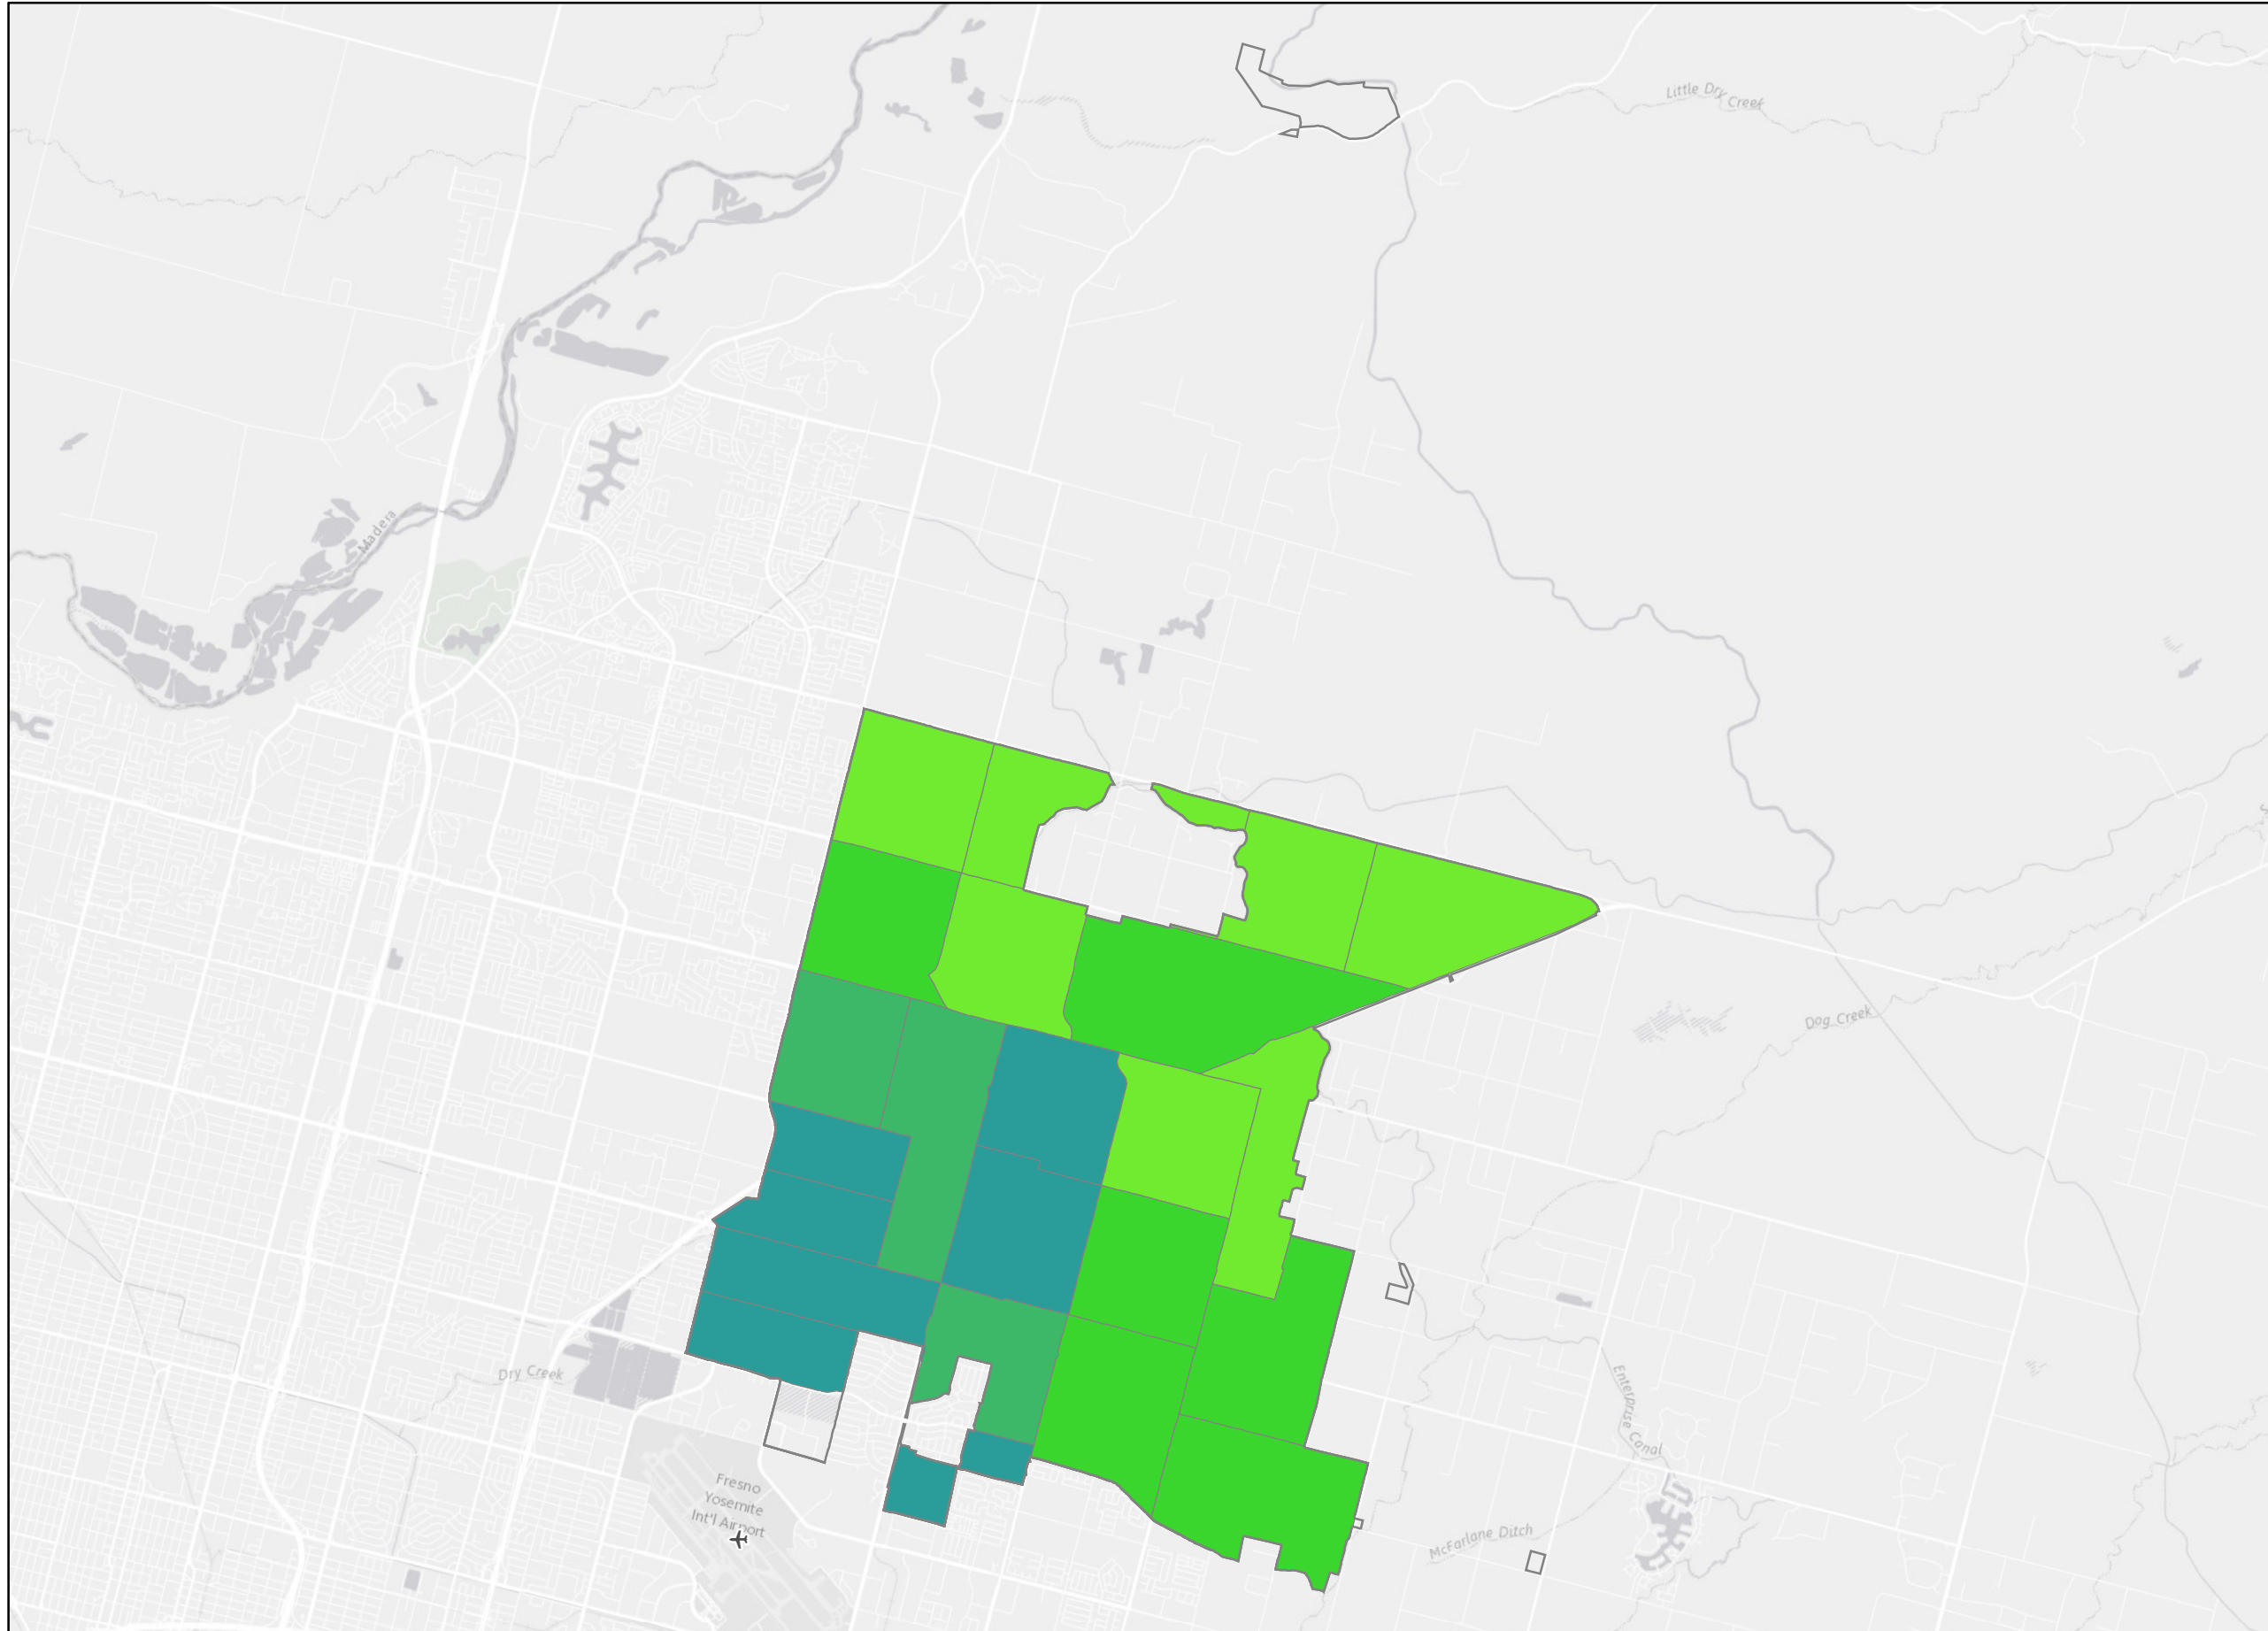 Little Dry Creek
Madera
Dog Creek
Enterprise Canal
Dry Creek
Fresno
Yosemite
Int'l Airport
McFarlane Ditch